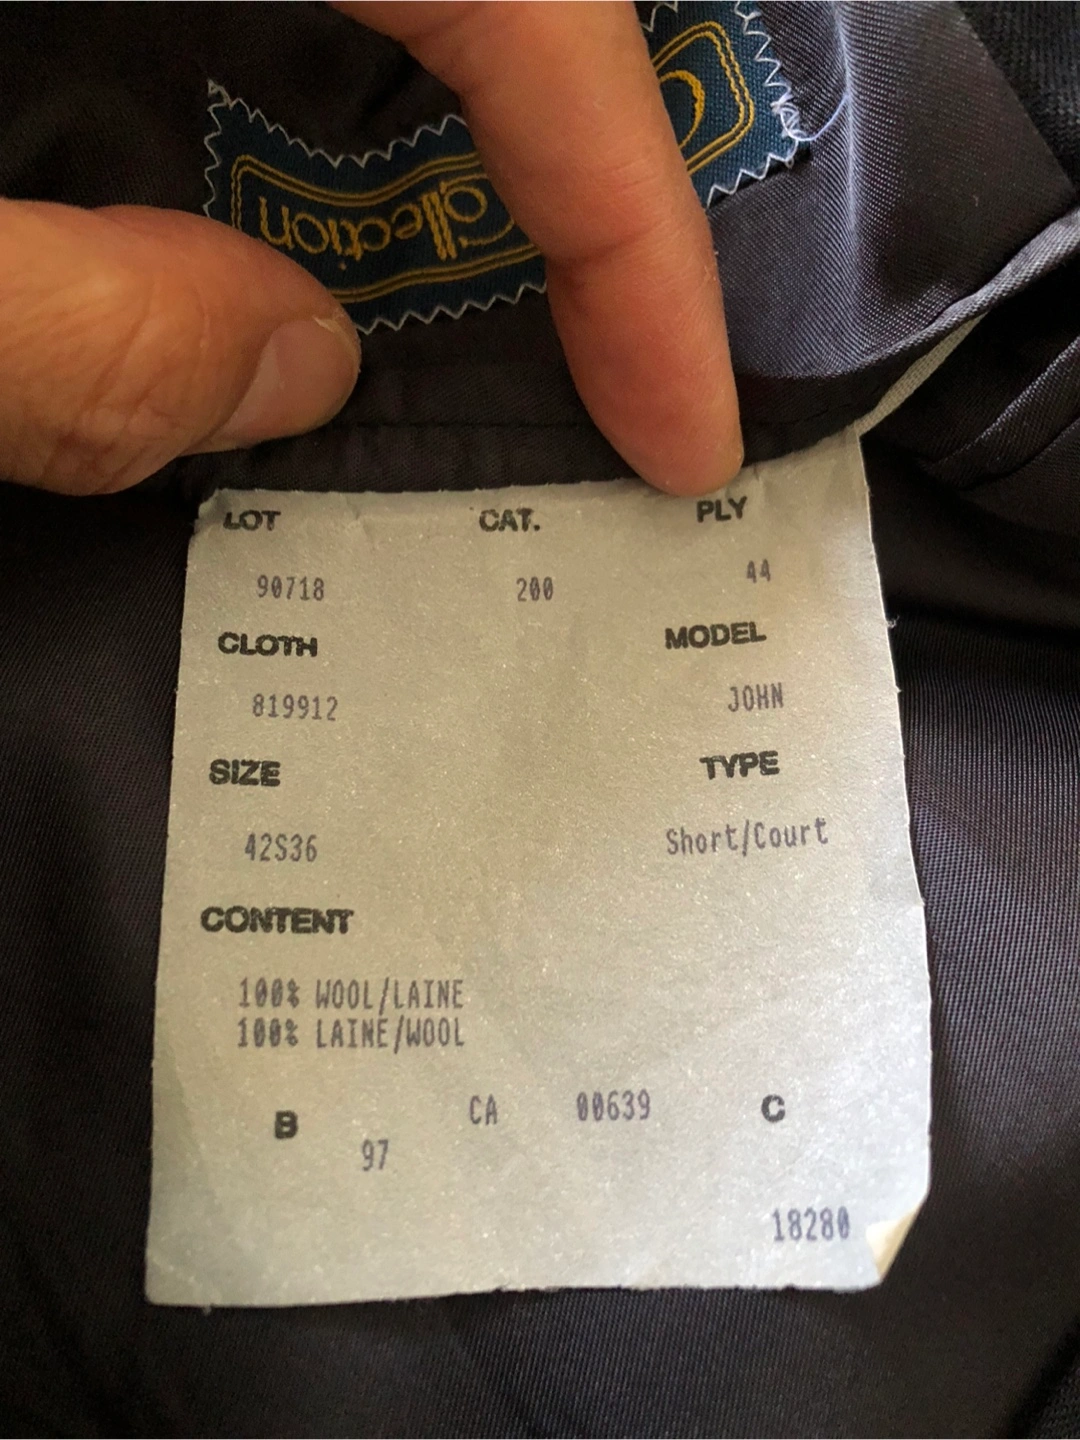 Collection
LOT CAT. PLY
90718 200 44
CLOTH MODEL
819912 JOHN
SIZE TYPE
42S36 Short/Court
CONTENT
100% WOOL/LAINE
100% LAINE/WOOL
B CA 00639 C
97
18280